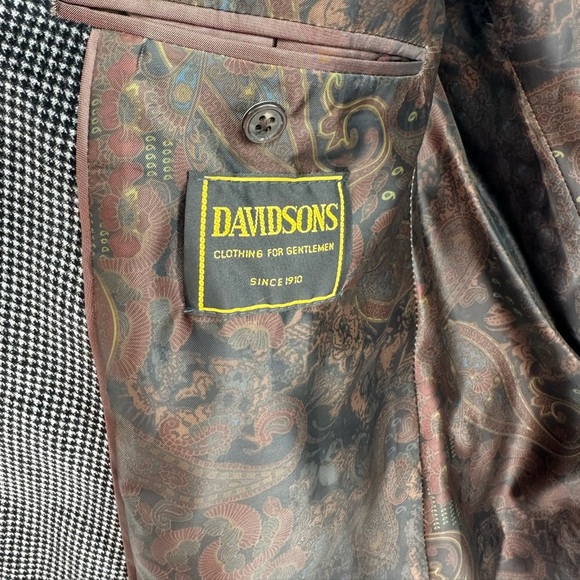 DAVIDSONS
CLOTHING FOR GENTLEMEN
SINCE 1910